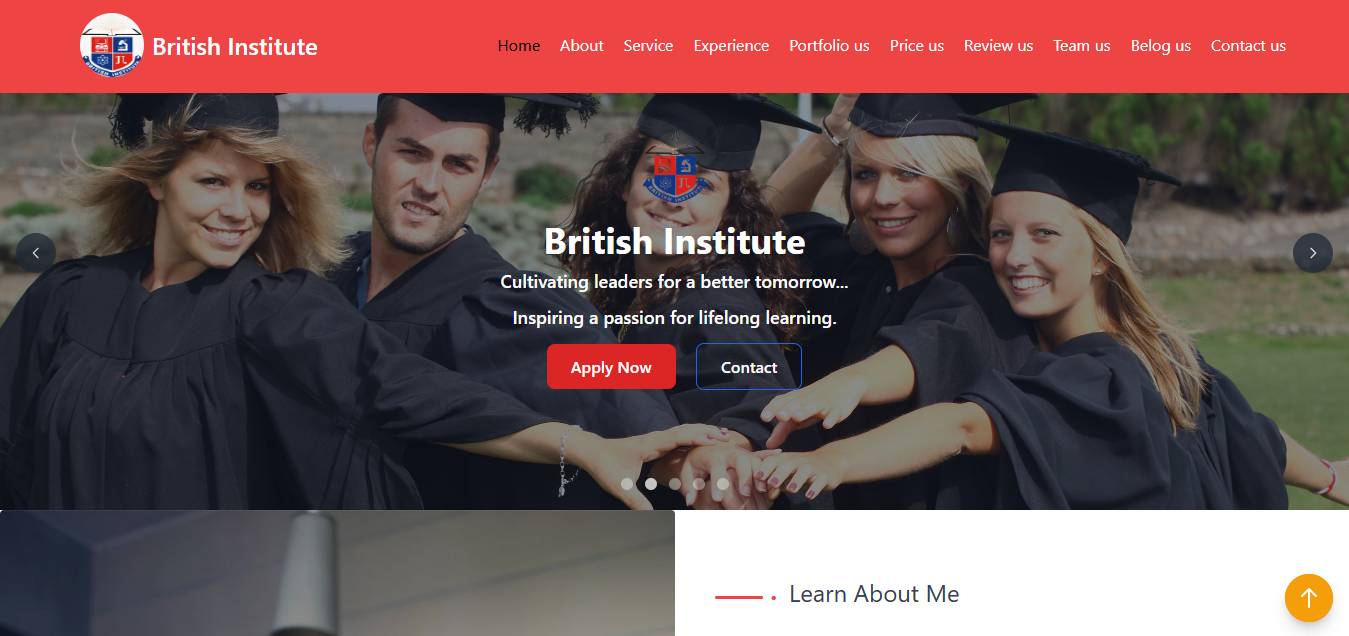 British Institute
Home About Service Experience Portfolio us Price us Review us Team us Belog us Contact us
British Institute
Cultivating leaders for a better tomorrow...
Inspiring a passion for lifelong learning.
Apply Now Contact
Learn About Me